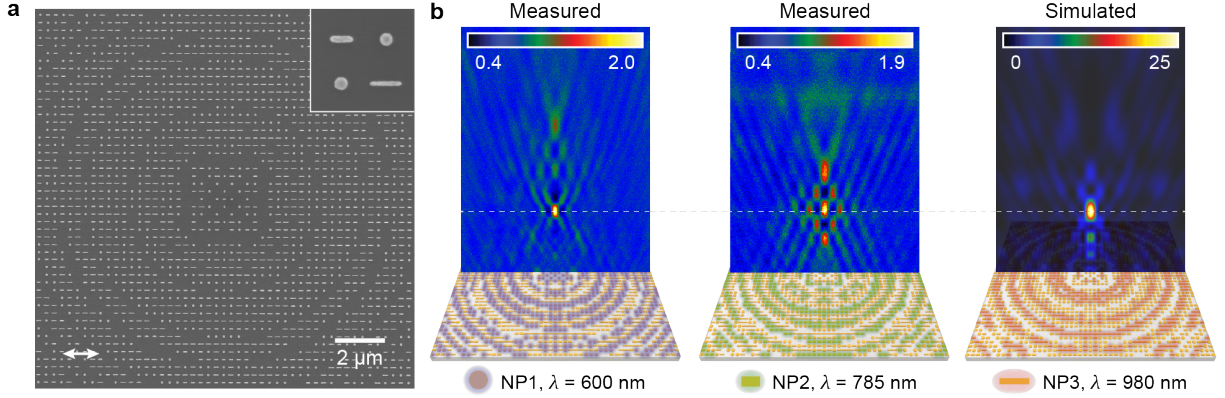 a
2 μm
b
Measured
Measured
Simulated
0.4 2.0
0.4 1.9
0 25
NP1, λ = 600 nm
NP2, λ = 785 nm
NP3, λ = 980 nm